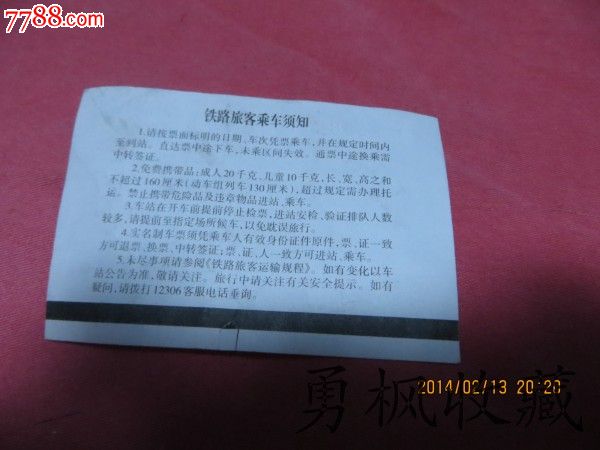 7788.com
铁路旅客乘车须知
1.请按票面标明的日期、车次凭票乘车，并在规定时间内
至到站。直达票中途下车，未乘区间失效。通票中途换乘需
中转签证。
2.免费携带品：成人20千克，儿童10千克，长、宽、高之和
不超过160厘米（动车组列车130厘米），超过规定需办理托
运。禁止携带危险品及违章物品进站、乘车。
3.车站在开车前提前停止检票，进站安检、验证排队人数
较多，请提前至指定场所候车，以免耽误旅行。
4.实名制车票须凭乘车人有效身份证件原件，票、证一致
方可退票、换票、中转签证；票、证、人一致方可进站、乘车。
5.未尽事项请参阅《铁路旅客运输规程》。如有变化以车
站公告为准，敬请关注。旅行中请关注有关安全提示。如有
疑问，请拨打12306客服电话垂询。
2014/02/13 20:20
勇枫收藏